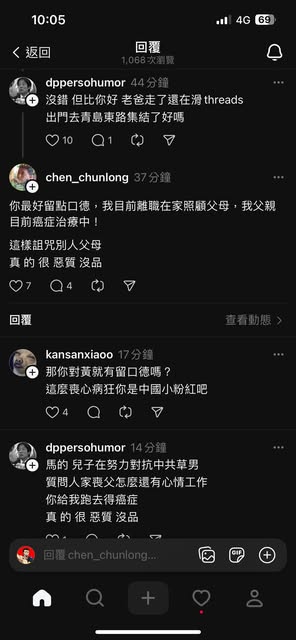 10:05
4G 69
返回
回覆
1,068 次瀏覽
dppersohumor 44分鐘
沒錯 但比你好 老爸走了還在滑 threads
出門去青島東路集結了好嗎
10 1
chen_chunlong 37分鐘
你最好留點口德，我目前離職在家照顧父母，我父親
目前癌症治療中！
這樣詛咒別人父母
真 的 很 惡質 沒品
7 4
回覆
查看動態
kansanxiaoo 17分鐘
那你對黃就有留口德嗎？
這麼喪心病狂你是中國小粉紅吧
4
dppersohumor 14分鐘
馬的 兒子在努力對抗中共草男
質問人家喪父怎麼還有心情工作
你給我跑去得癌症
真 的 很 惡質 沒品
回覆 chen_chunlong...
GIF